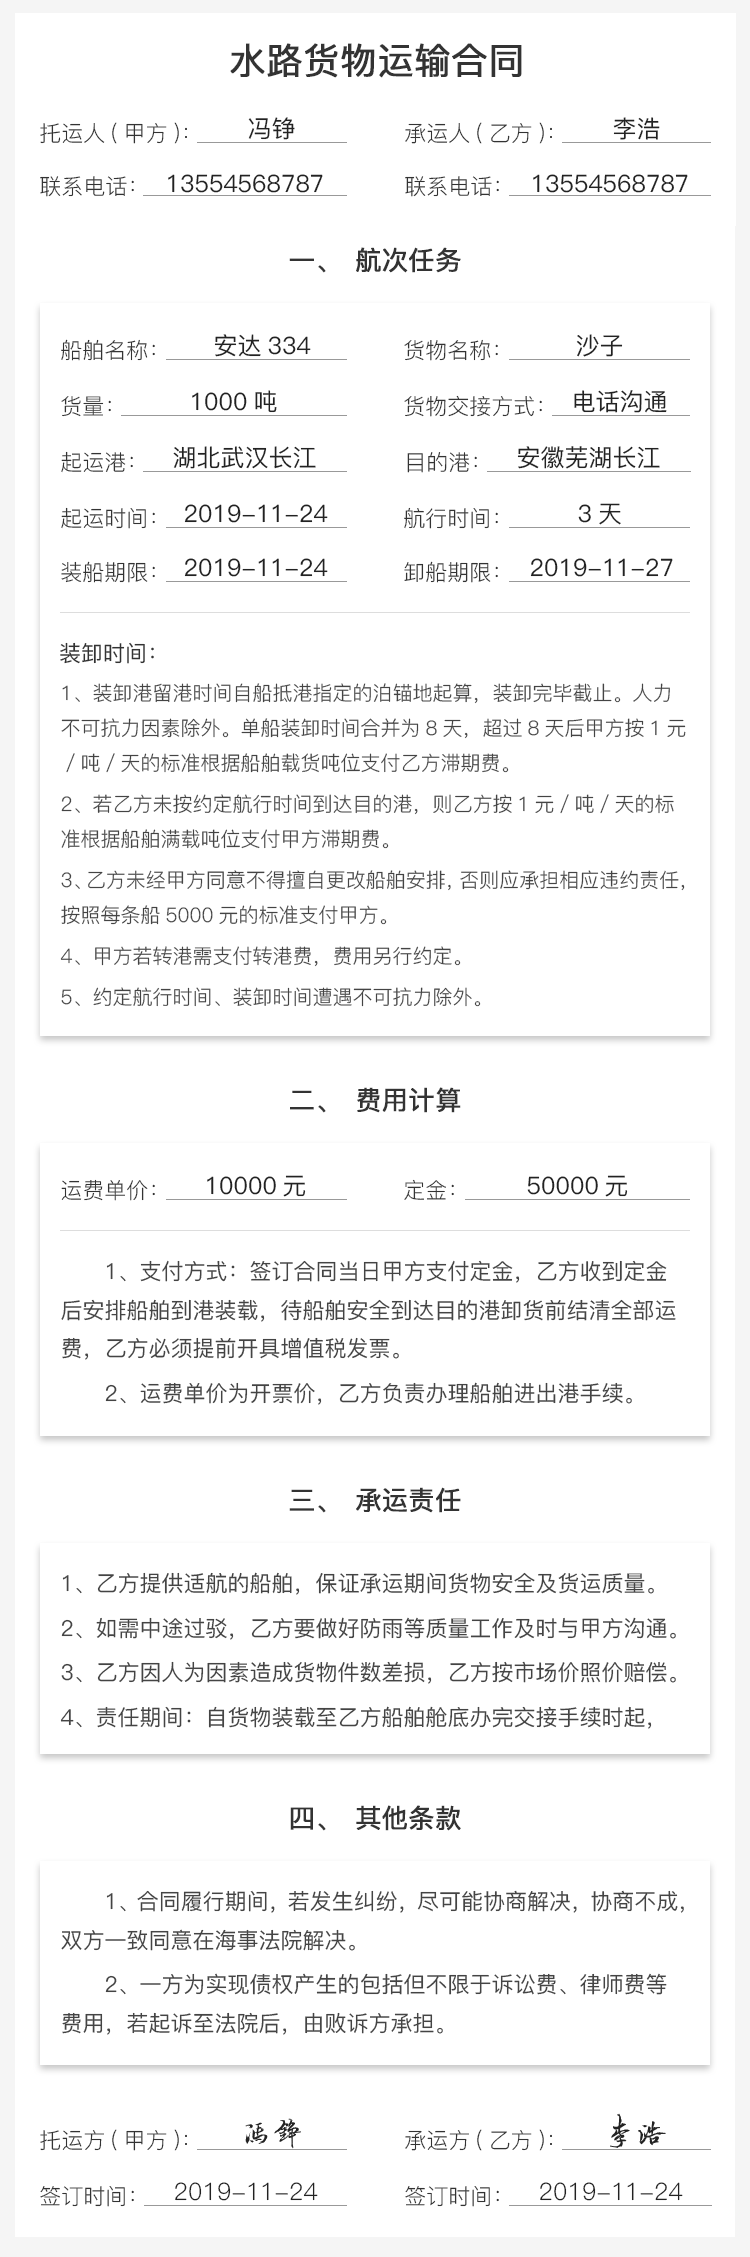 水路货物运输合同
托运人(甲方): 冯铮 承运人(乙方): 李浩
联系电话: 13554568787 联系电话: 13554568787
一、 航次任务
船舶名称: 安达 334 货物名称: 沙子
货量: 1000 吨 货物交接方式: 电话沟通
起运港: 湖北武汉长江 目的港: 安徽芜湖长江
起运时间: 2019-11-24 航行时间: 3 天
装船期限: 2019-11-24 卸船期限: 2019-11-27
装卸时间:
1、装卸港留港时间自船抵港指定的泊锚地起算，装卸完毕截止。人力
不可抗力因素除外。单船装卸时间合并为 8 天，超过 8 天后甲方按 1 元
/ 吨 / 天的标准根据船舶载货吨位支付乙方滞期费。
2、若乙方未按约定航行时间到达目的港，则乙方按 1 元 / 吨 / 天的标
准根据船舶满载吨位支付甲方滞期费。
3、乙方未经甲方同意不得擅自更改船舶安排，否则应承担相应违约责任，
按照每条船 5000 元的标准支付甲方。
4、甲方若转港需支付转港费，费用另行约定。
5、约定航行时间、装卸时间遭遇不可抗力除外。
二、 费用计算
运费单价: 10000 元 定金: 50000 元
1、支付方式：签订合同当日甲方支付定金，乙方收到定金
后安排船舶到港装载，待船舶安全到达目的港卸货前结清全部运
费，乙方必须提前开具增值税发票。
2、运费单价为开票价，乙方负责办理船舶进出港手续。
三、 承运责任
1、乙方提供适航的船舶，保证承运期间货物安全及货运质量。
2、如需中途过驳，乙方要做好防雨等质量工作及时与甲方沟通。
3、乙方因人为因素造成货物件数差损，乙方按市场价照价赔偿。
4、责任期间：自货物装载至乙方船舶舱底办完交接手续时起，
四、 其他条款
1、合同履行期间，若发生纠纷，尽可能协商解决，协商不成，
双方一致同意在海事法院解决。
2、一方为实现债权产生的包括但不限于诉讼费、律师费等
费用，若起诉至法院后，由败诉方承担。
托运方(甲方): 冯铮 承运方(乙方): 李浩
签订时间: 2019-11-24 签订时间: 2019-11-24